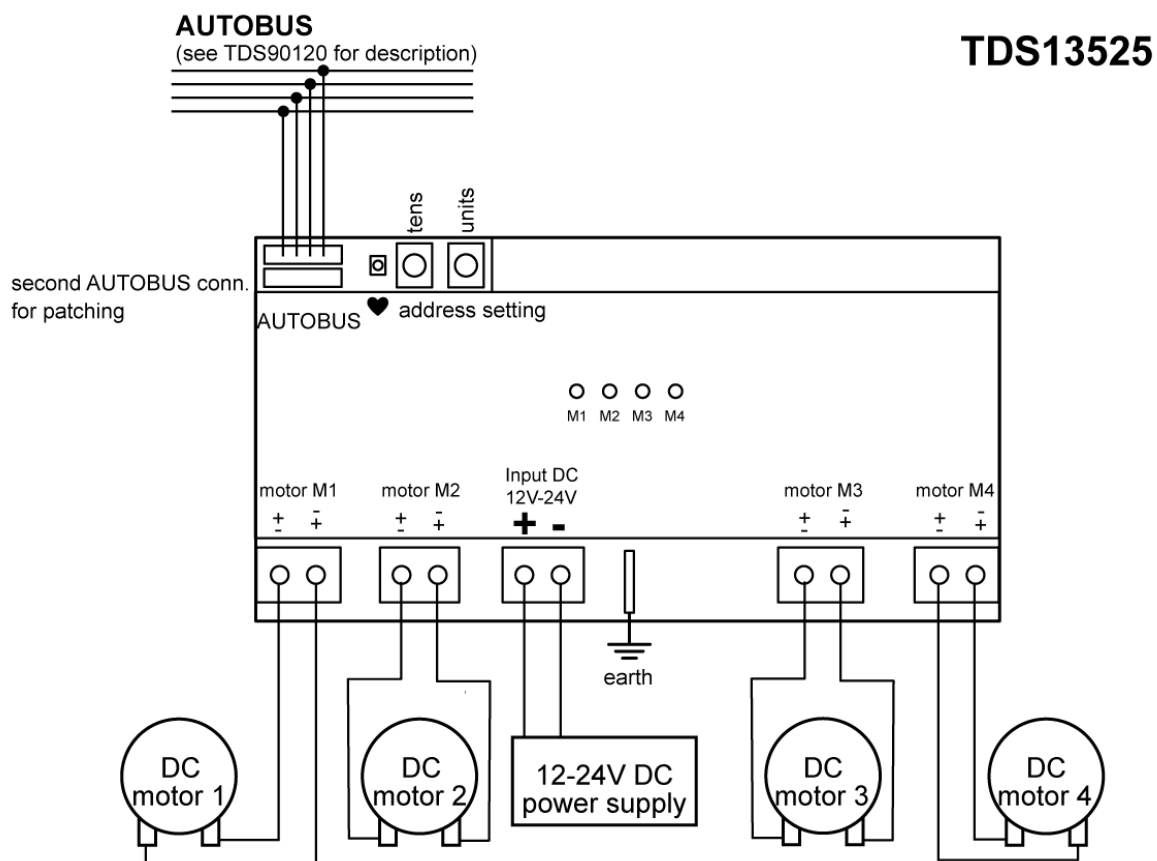 AUTOBUS
(see TDS90120 for description)
TDS13525
tens
units
second AUTOBUS conn.
for patching
AUTOBUS
address setting
M1 M2 M3 M4
motor M1
+
-
-
+
motor M2
+
-
-
+
Input DC
12V-24V
+ -
motor M3
+
-
-
+
motor M4
+
-
-
+
earth
DC
motor 1
DC
motor 2
12-24V DC
power supply
DC
motor 3
DC
motor 4